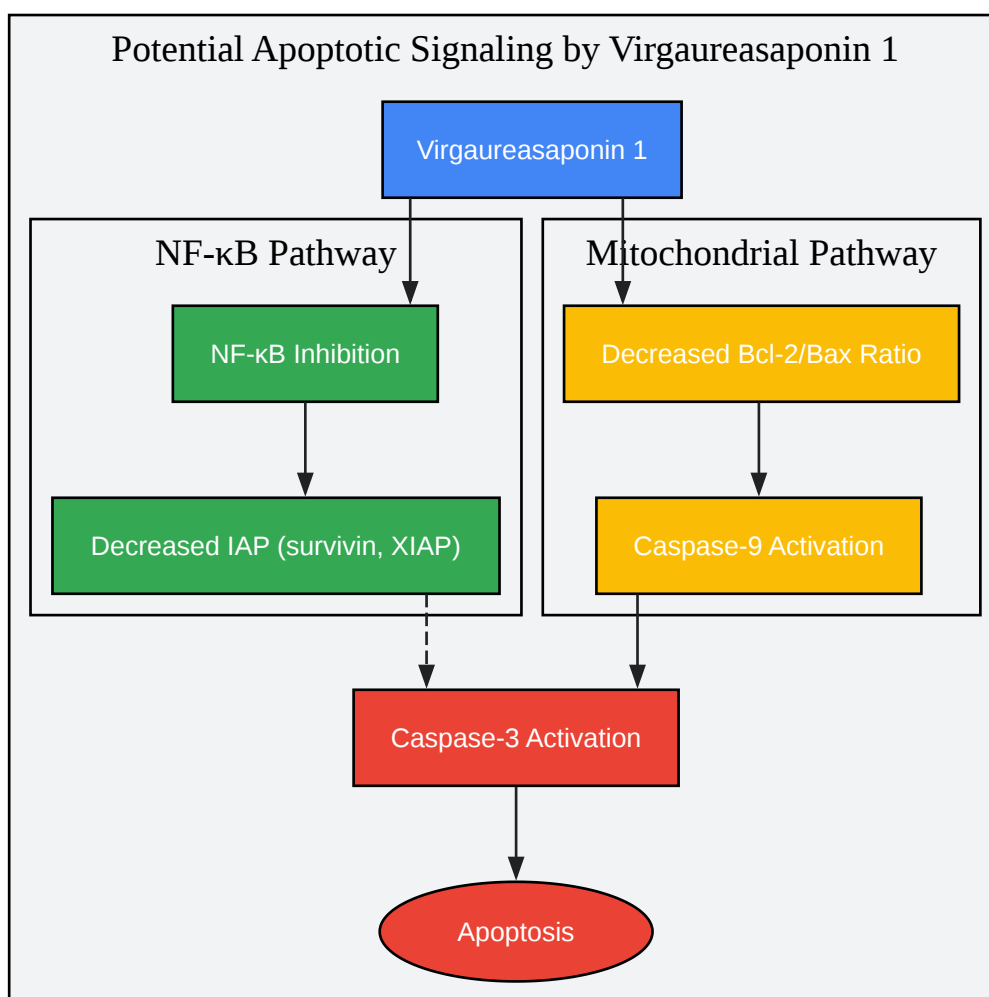 Potential Apoptotic Signaling by Virgaureasaponin 1
Virgaureasaponin 1
NF-κB Pathway
Mitochondrial Pathway
NF-κB Inhibition
Decreased Bcl-2/Bax Ratio
Decreased IAP (survivin, XIAP)
Caspase-9 Activation
Caspase-3 Activation
Apoptosis